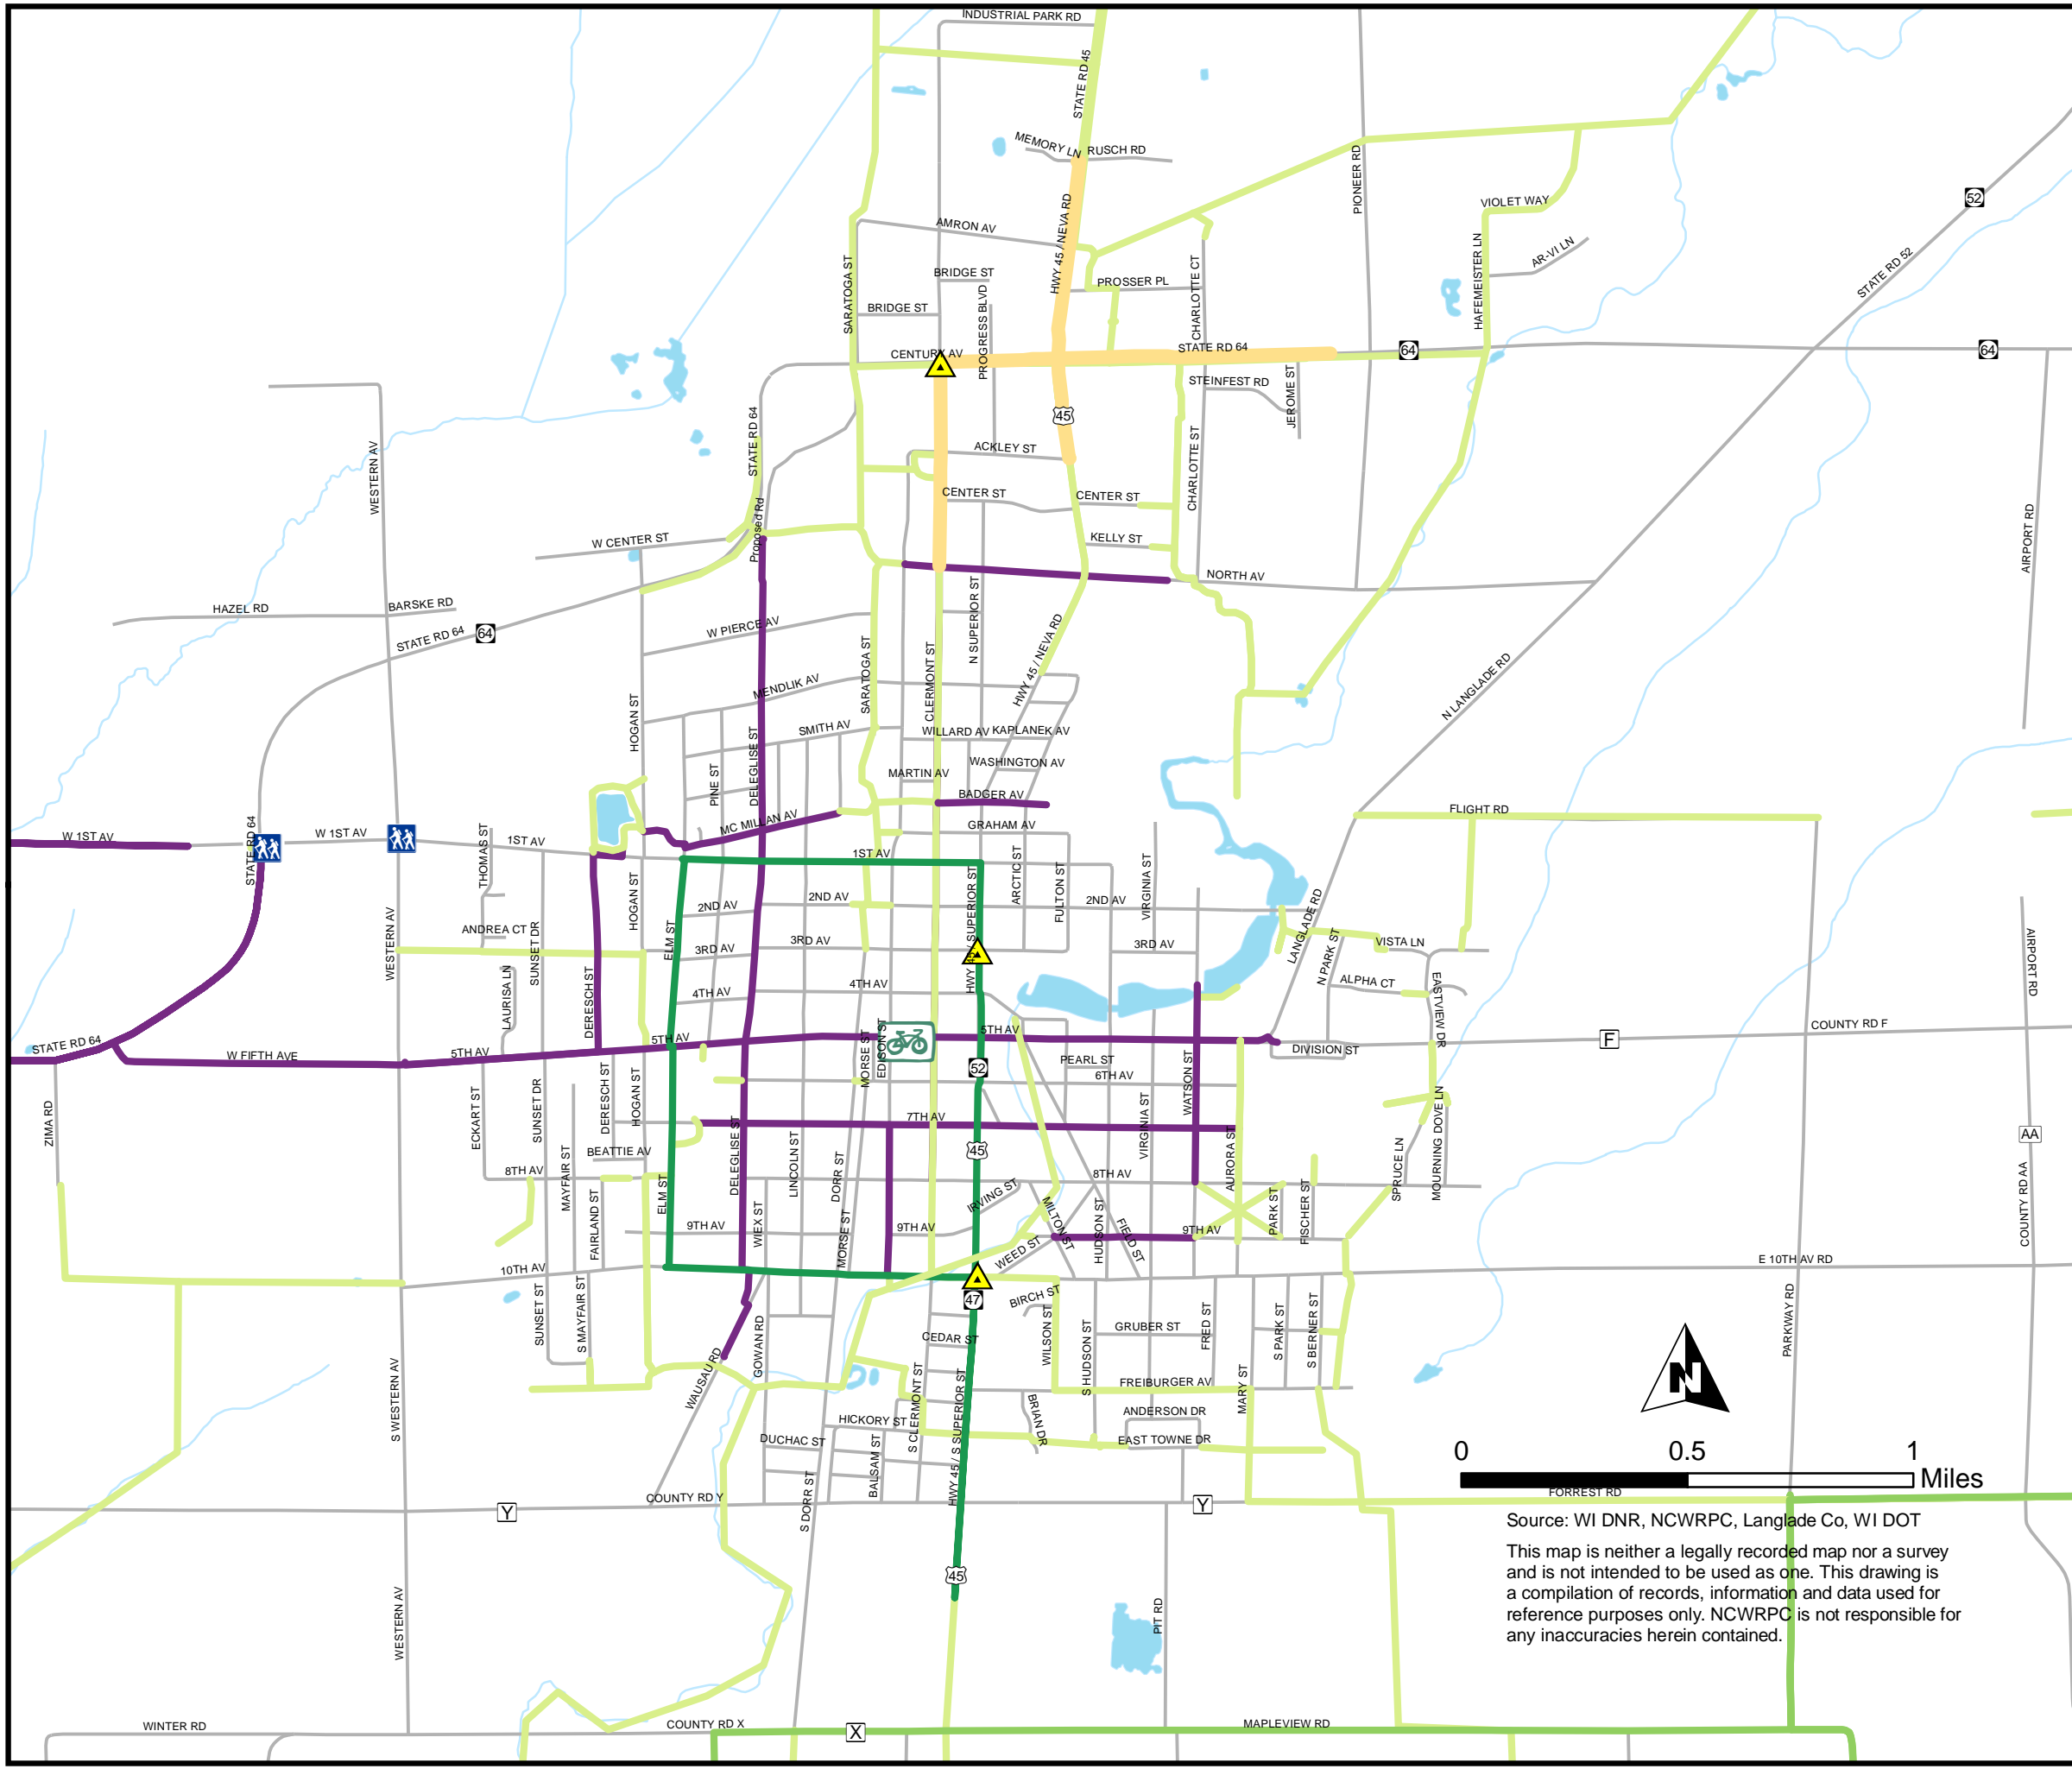 INDUSTRIAL PARK RD
STATE RD 45
MEMORY LN
RUSCH RD
PIONEER RD
VIOLET WAY
52
AMRON AV
HWY 45 / NEVA RD
AR-VI LN
HAFEMEISTER LN
STATE RD 52
SARATOGA ST
BRIDGE ST
PROSSER PL
CHARLOTTE CT
BRIDGE ST
PROGRESS BLVD
CENTURY AV
STATE RD 64
64
64
STEINFEST RD
JEROME ST
45
WESTERN AV
STATE RD 64
ACKLEY ST
CHARLOTTE ST
CENTER ST
CENTER ST
Proposed Rd
W CENTER ST
KELLY ST
AIRPORT RD
NORTH AV
HAZEL RD
BARSKE RD
STATE RD 64
64
W PIERCE AV
N SUPERIOR ST
SARATOGA ST
CLERMONT ST
HWY 45 / NEVA RD
N LANGLADE RD
MENDLIK AV
HOGAN ST
SMITH AV
WILLARD AV
KAPLANEK AV
DELEGLISE ST
PINE ST
MARTIN AV
WASHINGTON AV
BADGER AV
FLIGHT RD
MC MILLAN AV
GRAHAM AV
W 1ST AV
STATE RD 64
W 1ST AV
1ST AV
THOMAS ST
1ST AV
ARCTIC ST
FULTON ST
VIRGINIA ST
HOGAN ST
2ND AV
2ND AV
2ND AV
HWY 45 / SUPERIOR ST
LANGLADE RD
WESTERN AV
ANDREA CT
SUNSET DR
ELM ST
3RD AV
3RD AV
3RD AV
N PARK ST
VISTA LN
AIRPORT RD
LAURISA LN
DERESCH ST
4TH AV
4TH AV
ALPHA CT
EASTVIEW DR
STATE RD 64
W FIFTH AVE
5TH AV
5TH AV
5TH AV
MORSE ST
EDISON ST
52
PEARL ST
6TH AV
DIVISION ST
F
COUNTY RD F
ZIMA RD
ECKART ST
SUNSET DR
DERESCH ST
HOGAN ST
7TH AV
WATSON ST
VIRGINIA ST
MOURNING DOVE LN
AA
MAYFAIR ST
BEATTIE AV
DELEGLISE ST
LINCOLN ST
DORR ST
45
AURORA ST
SPRUCE LN
8TH AV
8TH AV
FAIRLAND ST
ELM ST
WIEX ST
MORSE ST
IRVING ST
MILTON ST
HUDSON ST
FIELD ST
PARK ST
FISCHER ST
COUNTY RD AA
9TH AV
9TH AV
9TH AV
WEED ST
10TH AV
E 10TH AV RD
SUNSET ST
S MAYFAIR ST
47
BIRCH ST
WILSON ST
GRUBER ST
FRED ST
S PARK ST
S BERNER ST
PARKWAY RD
GOWAN RD
CEDAR ST
S HUDSON ST
N
WAUSAU RD
FREIBURGER AV
MARY ST
S WESTERN AV
S CLERMONT ST
HWY 45 / S SUPERIOR ST
BRIAN DR
ANDERSON DR
HICKORY ST
DUCHAC ST
BALSAM ST
EAST TOWNE DR
0 0.5 1
Miles
S DORR ST
COUNTY RD Y
Y
Y
FORREST RD
Source: WI DNR, NCWRPC, Langlade Co, WI DOT
This map is neither a legally recorded map nor a survey
and is not intended to be used as one. This drawing is
a compilation of records, information and data used for
reference purposes only. NCWRPC is not responsible for
any inaccuracies herein contained.
45
WESTERN AV
PIT RD
WINTER RD
COUNTY RD X
X
MAPLEVIEW RD